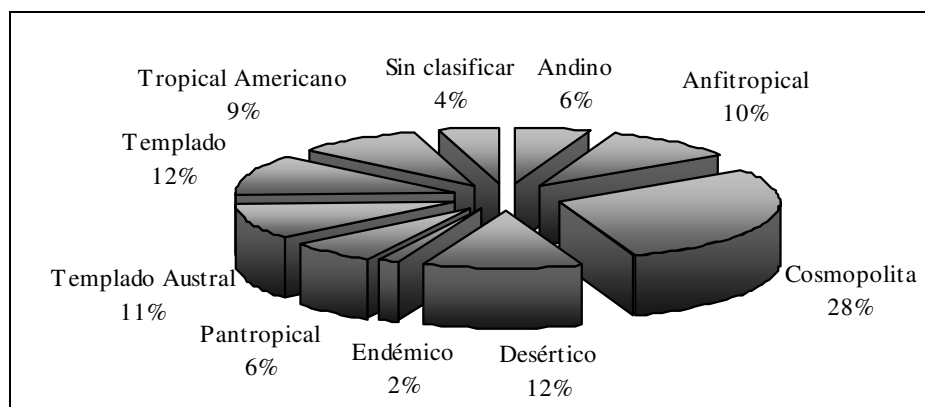 Tropical Americano
9%
Sin clasificar
4%
Andino
6%
Anfitropical
10%
Templado
12%
Cosmopolita
28%
Templado Austral
11%
Pantropical
6%
Endémico
2%
Desértico
12%